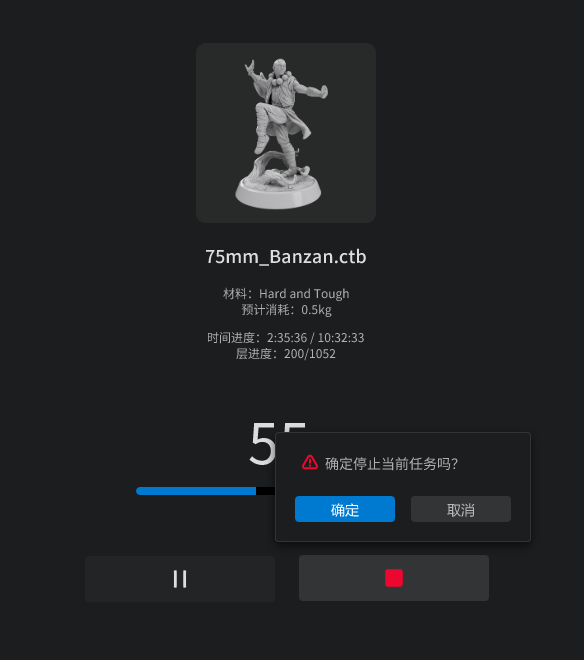 75mm_Banzan.ctb
材料：Hard and Tough
预计消耗：0.5kg
时间进度：2:35:36 / 10:32:33
层进度：200/1052
55
确定停止当前任务吗？
确定
取消